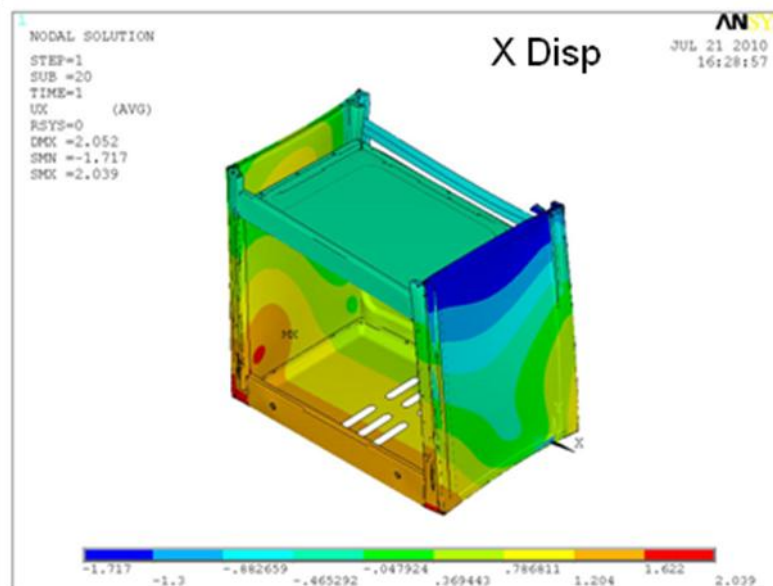 1
ANSYS
NODAL SOLUTION
X Disp
JUL 21 2010
16:28:57
STEP=1
SUB =20
TIME=1
UX (AVG)
RSYS=0
DMX =2.052
SMN =-1.717
SMX =2.039
MX
X
-1.717 -.882659 -.047924 .786811 1.622
-1.3 -.465292 .369443 1.204 2.039